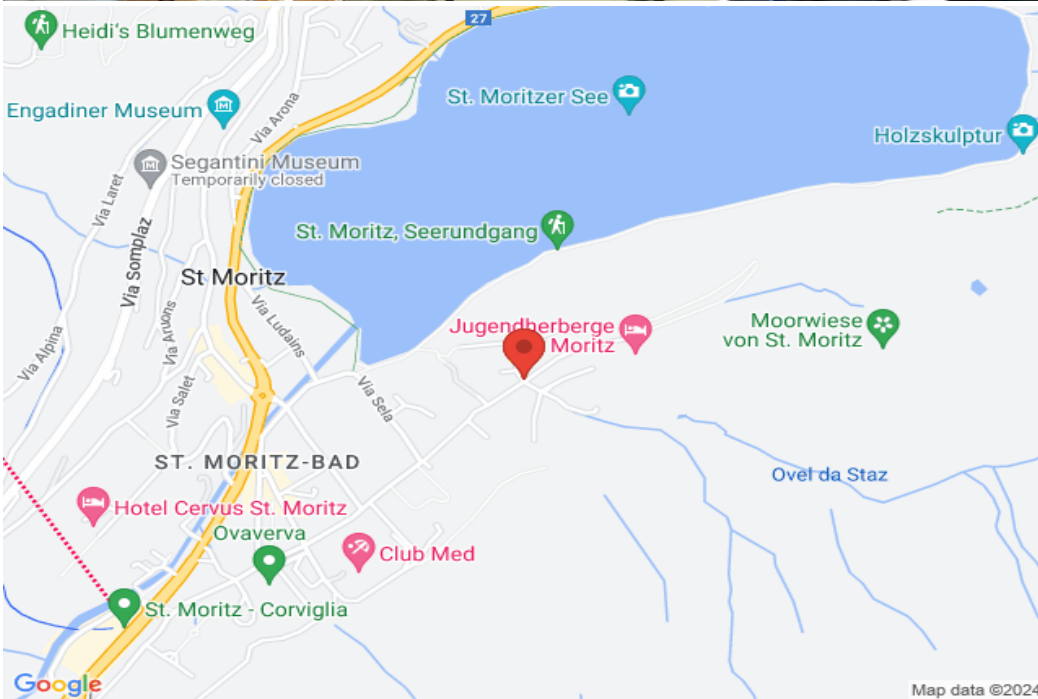 27
Heidi's Blumenweg
Engadiner Museum
Via Arona
St. Moritzer See
Holzskulptur
Segantini Museum
Temporarily closed
Via Laret
Via Somplaz
St. Moritz, Seerundgang
St Moritz
Via Aruons
Via Ludains
Via Alpina
Jugendherberge
Moritz
Moorwiese
von St. Moritz
Via Salet
Via Sela
ST. MORITZ-BAD
Ovel da Staz
Hotel Cervus St. Moritz
Ovaverva
Club Med
St. Moritz - Corviglia
Google
Map data ©2024